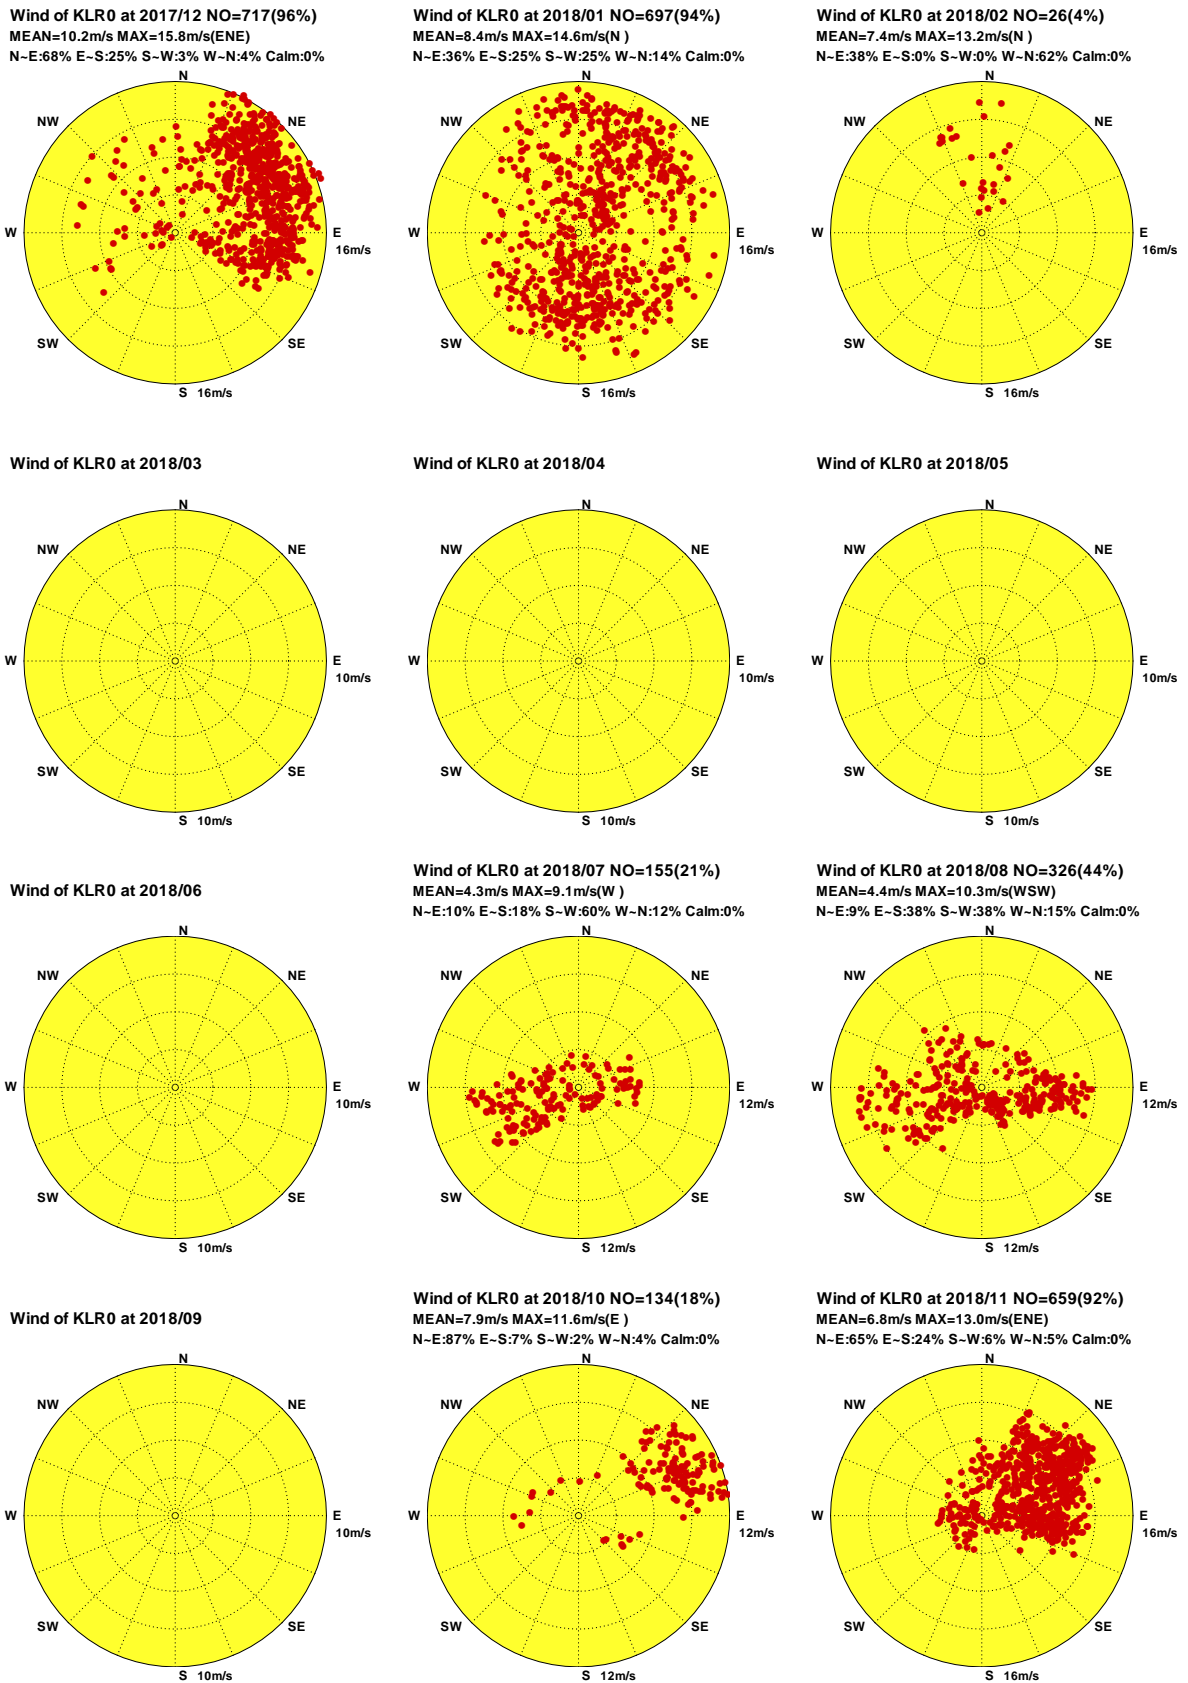 Wind of KLR0 at 2017/12 NO=717(96%)
MEAN=10.2m/s MAX=15.8m/s(ENE)
N~E:68% E~S:25% S~W:3% W~N:4% Calm:0%
N
NW
NE
W
E
16m/s
SW
SE
S 16m/s
Wind of KLR0 at 2018/01 NO=697(94%)
MEAN=8.4m/s MAX=14.6m/s(N )
N~E:36% E~S:25% S~W:25% W~N:14% Calm:0%
N
NW
NE
W
E
16m/s
SW
SE
S 16m/s
Wind of KLR0 at 2018/02 NO=26(4%)
MEAN=7.4m/s MAX=13.2m/s(N )
N~E:38% E~S:0% S~W:0% W~N:62% Calm:0%
N
NW
NE
W
E
16m/s
SW
SE
S 16m/s
Wind of KLR0 at 2018/03
N
NW
NE
W
E
10m/s
SW
SE
S 10m/s
Wind of KLR0 at 2018/04
N
NW
NE
W
E
10m/s
SW
SE
S 10m/s
Wind of KLR0 at 2018/05
N
NW
NE
W
E
10m/s
SW
SE
S 10m/s
Wind of KLR0 at 2018/06
N
NW
NE
W
E
10m/s
SW
SE
S 10m/s
Wind of KLR0 at 2018/07 NO=155(21%)
MEAN=4.3m/s MAX=9.1m/s(W )
N~E:10% E~S:18% S~W:60% W~N:12% Calm:0%
N
NW
NE
W
E
12m/s
SW
SE
S 12m/s
Wind of KLR0 at 2018/08 NO=326(44%)
MEAN=4.4m/s MAX=10.3m/s(WSW)
N~E:9% E~S:38% S~W:38% W~N:15% Calm:0%
N
NW
NE
W
E
12m/s
SW
SE
S 12m/s
Wind of KLR0 at 2018/09
N
NW
NE
W
E
10m/s
SW
SE
S 10m/s
Wind of KLR0 at 2018/10 NO=134(18%)
MEAN=7.9m/s MAX=11.6m/s(E )
N~E:87% E~S:7% S~W:2% W~N:4% Calm:0%
N
NW
NE
W
E
12m/s
SW
SE
S 12m/s
Wind of KLR0 at 2018/11 NO=659(92%)
MEAN=6.8m/s MAX=13.0m/s(ENE)
N~E:65% E~S:24% S~W:6% W~N:5% Calm:0%
N
NW
NE
W
E
16m/s
SW
SE
S 16m/s